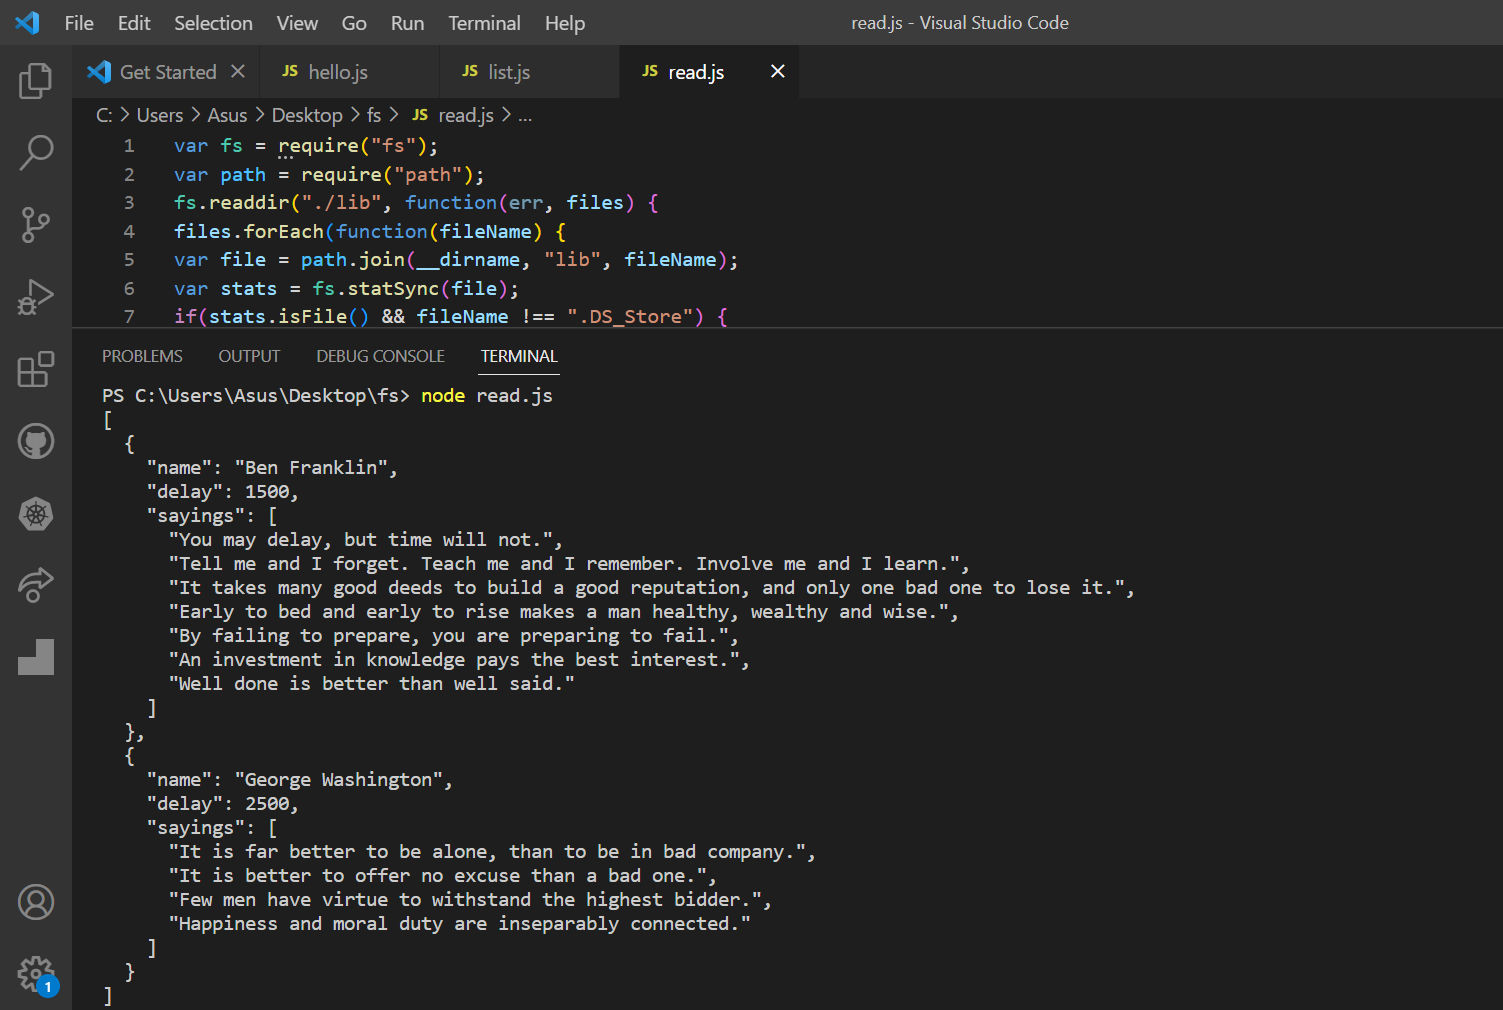 File Edit Selection View Go Run Terminal Help read.js - Visual Studio Code
Get Started JS hello.js JS list.js JS read.js
C: > Users > Asus > Desktop > fs > JS read.js > ...
1 var fs = require("fs");
2 var path = require("path");
3 fs.readdir("./lib", function(err, files) {
4 files.forEach(function(fileName) {
5 var file = path.join(__dirname, "lib", fileName);
6 var stats = fs.statSync(file);
7 if(stats.isFile() && fileName !== ".DS_Store") {
PROBLEMS OUTPUT DEBUG CONSOLE TERMINAL
PS C:\Users\Asus\Desktop\fs> node read.js
[
  {
    "name": "Ben Franklin",
    "delay": 1500,
    "sayings": [
      "You may delay, but time will not.",
      "Tell me and I forget. Teach me and I remember. Involve me and I learn.",
      "It takes many good deeds to build a good reputation, and only one bad one to lose it.",
      "Early to bed and early to rise makes a man healthy, wealthy and wise.",
      "By failing to prepare, you are preparing to fail.",
      "An investment in knowledge pays the best interest.",
      "Well done is better than well said."
    ]
  },
  {
    "name": "George Washington",
    "delay": 2500,
    "sayings": [
      "It is far better to be alone, than to be in bad company.",
      "It is better to offer no excuse than a bad one.",
      "Few men have virtue to withstand the highest bidder.",
      "Happiness and moral duty are inseparably connected."
    ]
  }
]
1